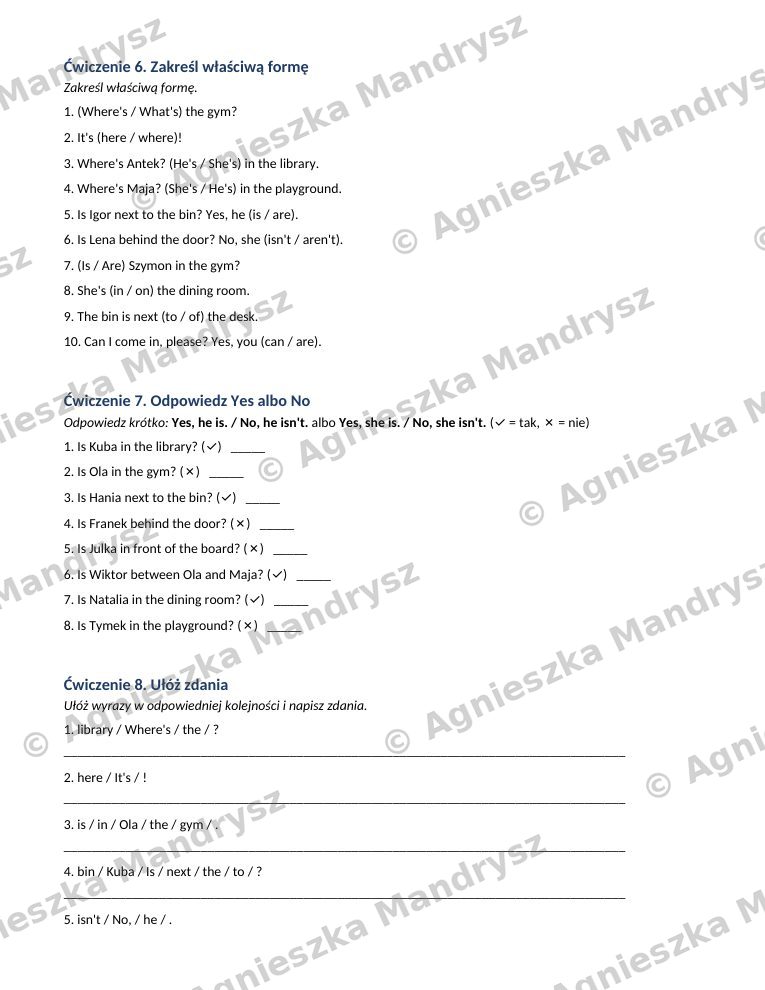 Ćwiczenie 6. Zakreśl właściwą formę
Zakreśl właściwą formę.
1. (Where's / What's) the gym?
2. It's (here / where)!
3. Where's Antek? (He's / She's) in the library.
4. Where's Maja? (She's / He's) in the playground.
5. Is Igor next to the bin? Yes, he (is / are).
6. Is Lena behind the door? No, she (isn't / aren't).
7. (Is / Are) Szymon in the gym?
8. She's (in / on) the dining room.
9. The bin is next (to / of) the desk.
10. Can I come in, please? Yes, you (can / are).
Ćwiczenie 7. Odpowiedz Yes albo No
Odpowiedz krótko: Yes, he is. / No, he isn't. albo Yes, she is. / No, she isn't. (✓ = tak, ✗ = nie)
1. Is Kuba in the library? (✓) _____
2. Is Ola in the gym? (✗) _____
3. Is Hania next to the bin? (✓) _____
4. Is Franek behind the door? (✗) _____
5. Is Julka in front of the board? (✗) _____
6. Is Wiktor between Ola and Maja? (✓) _____
7. Is Natalia in the dining room? (✓) _____
8. Is Tymek in the playground? (✗) _____
Ćwiczenie 8. Ułóż zdania
Ułóż wyrazy w odpowiedniej kolejności i napisz zdania.
1. library / Where's / the / ?
2. here / It's / !
3. is / in / Ola / the / gym / .
4. bin / Kuba / Is / next / the / to / ?
5. isn't / No, / he / .
© Agnieszka Mandrysz